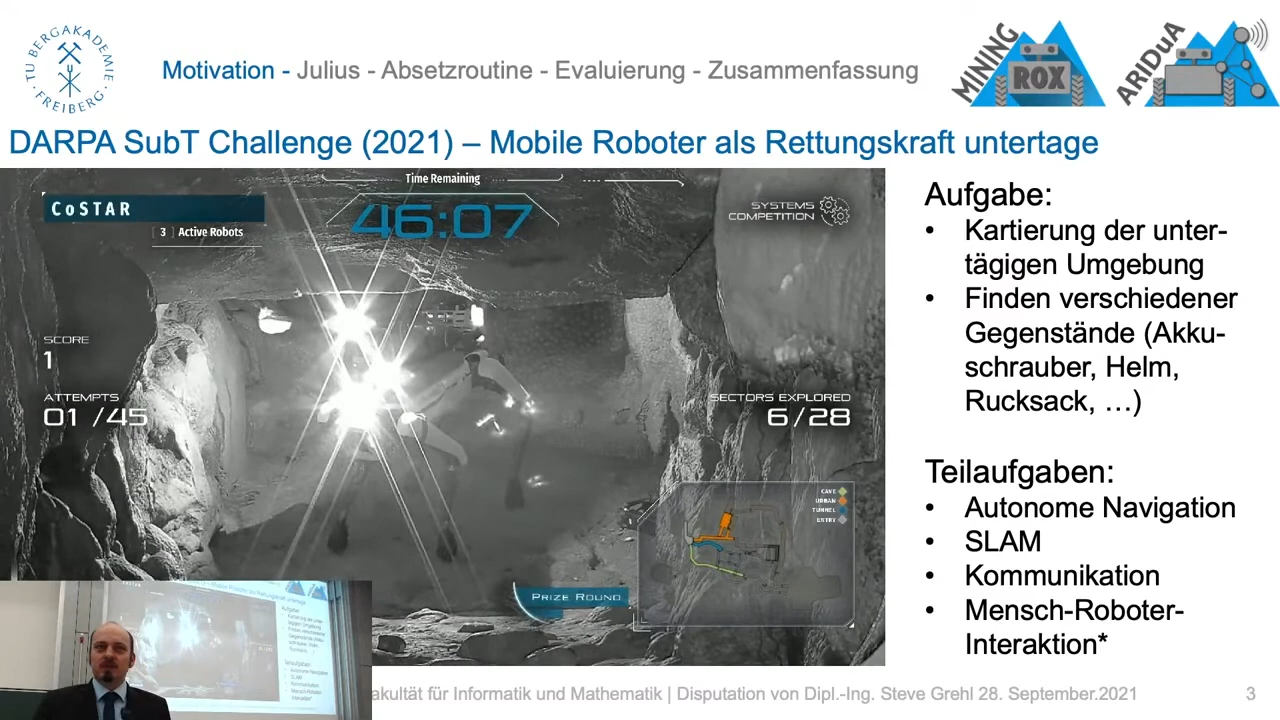 TU BERGAKADEMIE
FREIBERG
Motivation - Julius - Absetzroutine - Evaluierung - Zusammenfassung
MINING
ROX
ARIDuA
DARPA SubT Challenge (2021) – Mobile Roboter als Rettungskraft untertage
Time Remaining
46:07
CoSTAR
[ 3 ] Active Robots
SYSTEMS
COMPETITION
SCORE
1
ATTEMPTS
01 /45
SECTORS EXPLORED
6/28
CAVE
URBAN
TUNNEL
ENTRY
PRIZE ROUND
Aufgabe:
• Kartierung der unter-
tägigen Umgebung
• Finden verschiedener
Gegenstände (Akku-
schrauber, Helm,
Rucksack, …)
Teilaufgaben:
• Autonome Navigation
• SLAM
• Kommunikation
• Mensch-Roboter-
Interaktion*
akultät für Informatik und Mathematik | Disputation von Dipl.-Ing. Steve Grehl 28. September.2021
3